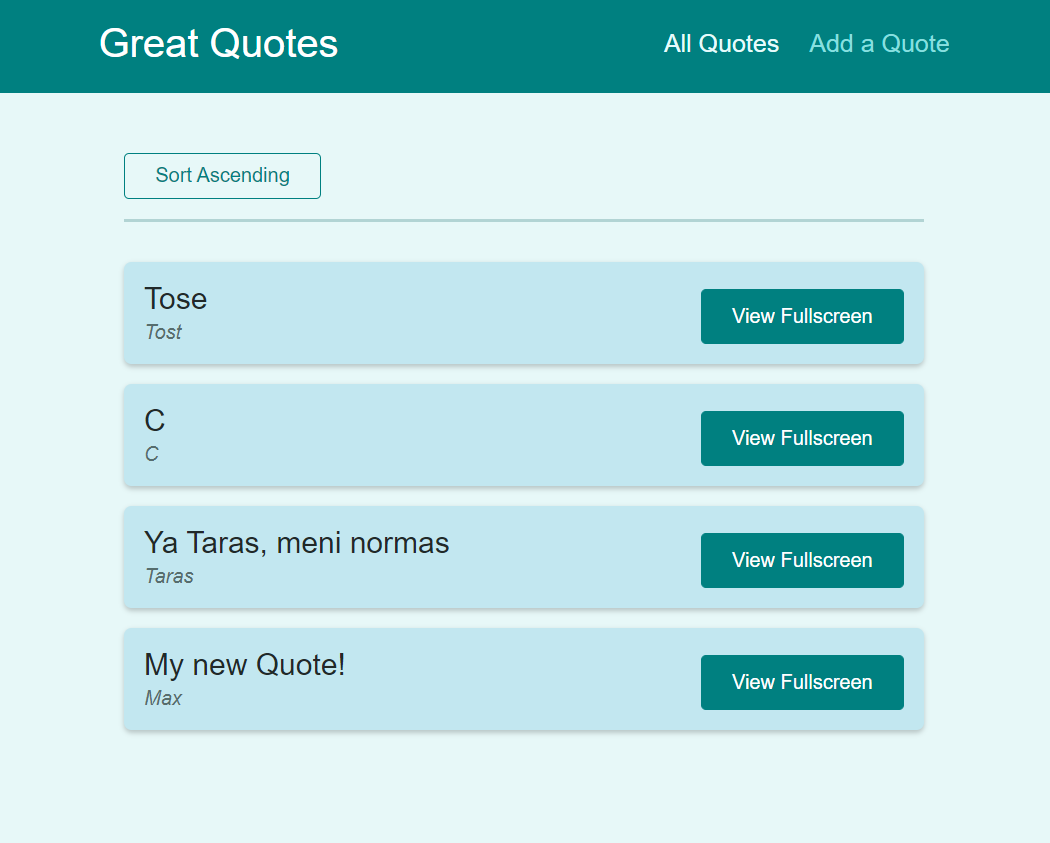 Great Quotes
All Quotes Add a Quote
Sort Ascending
Tose
Tost
View Fullscreen
C
C
View Fullscreen
Ya Taras, meni normas
Taras
View Fullscreen
My new Quote!
Max
View Fullscreen